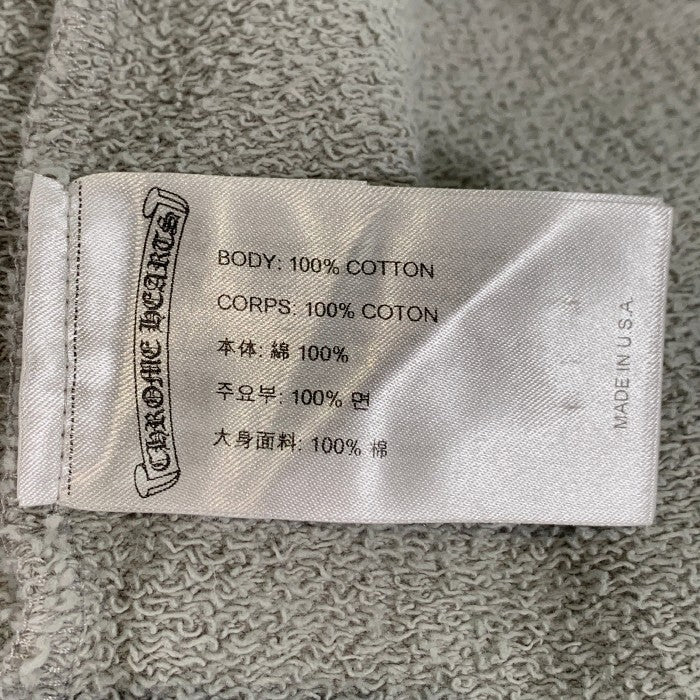 CHROME HEARTS
BODY: 100% COTTON
CORPS: 100% COTON
本体: 綿 100%
주요부: 100% 면
大身面料: 100% 棉
MADE IN U.S.A.